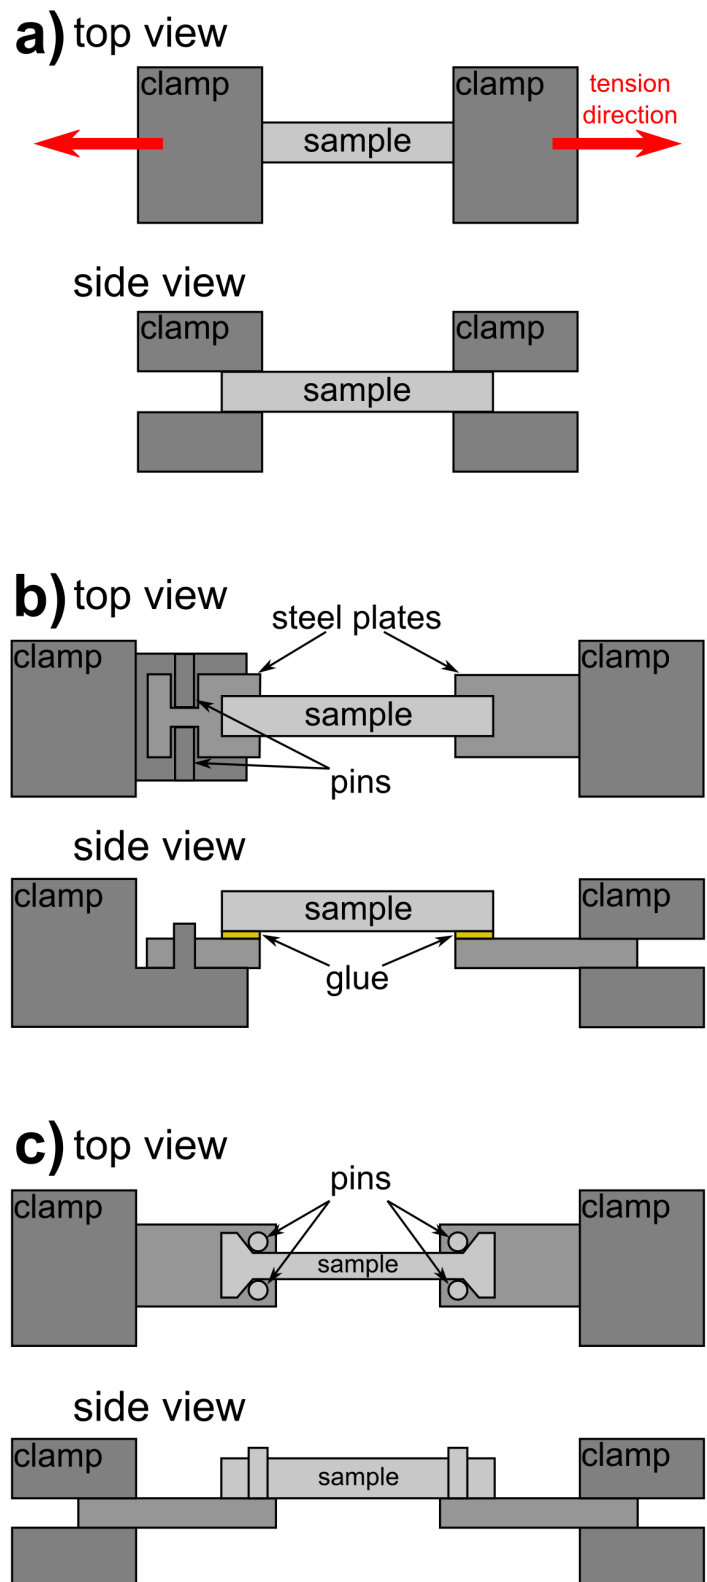 a) top view
clamp
clamp
tension
direction
sample
side view
clamp
clamp
sample
b) top view
steel plates
clamp
clamp
sample
pins
side view
clamp
sample
clamp
glue
c) top view
pins
clamp
clamp
sample
side view
clamp
clamp
sample